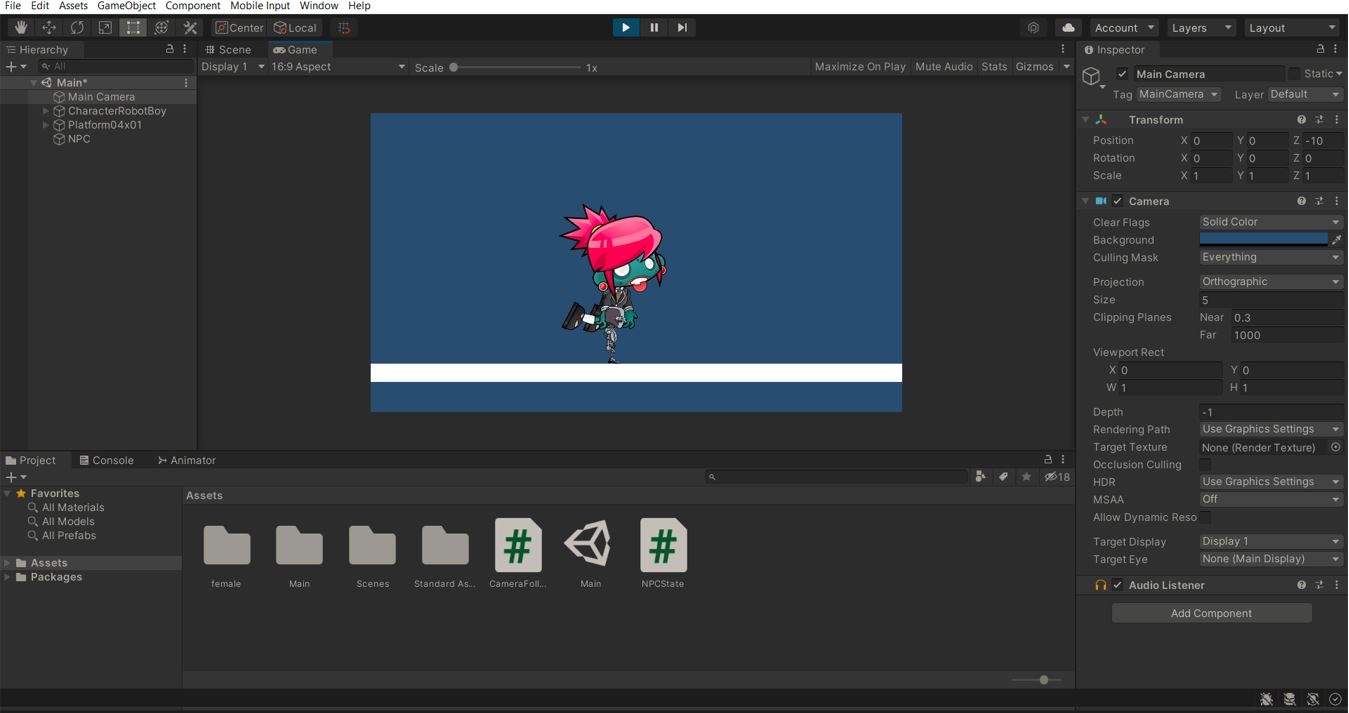 File Edit Assets GameObject Component Mobile Input Window Help
Center Local Account Layers Layout
Hierarchy
All
Main*
Main Camera
CharacterRobotBoy
Platform04x01
NPC
Scene Game
Display 1 16:9 Aspect Scale 1x Maximize On Play Mute Audio Stats Gizmos
Inspector
Main Camera Static
Tag MainCamera Layer Default
Transform
Position X 0 Y 0 Z -10
Rotation X 0 Y 0 Z 0
Scale X 1 Y 1 Z 1
Camera
Clear Flags Solid Color
Background
Culling Mask Everything
Projection Orthographic
Size 5
Clipping Planes Near 0.3
Far 1000
Viewport Rect
X 0 Y 0
W 1 H 1
Depth -1
Rendering Path Use Graphics Settings
Target Texture None (Render Texture)
Occlusion Culling
HDR Use Graphics Settings
MSAA Off
Allow Dynamic Reso
Target Display Display 1
Target Eye None (Main Display)
Audio Listener
Add Component
Project Console Animator
18
Favorites
All Materials
All Models
All Prefabs
Assets
Packages
Assets
female Main Scenes Standard As... CameraFoll... Main NPCState